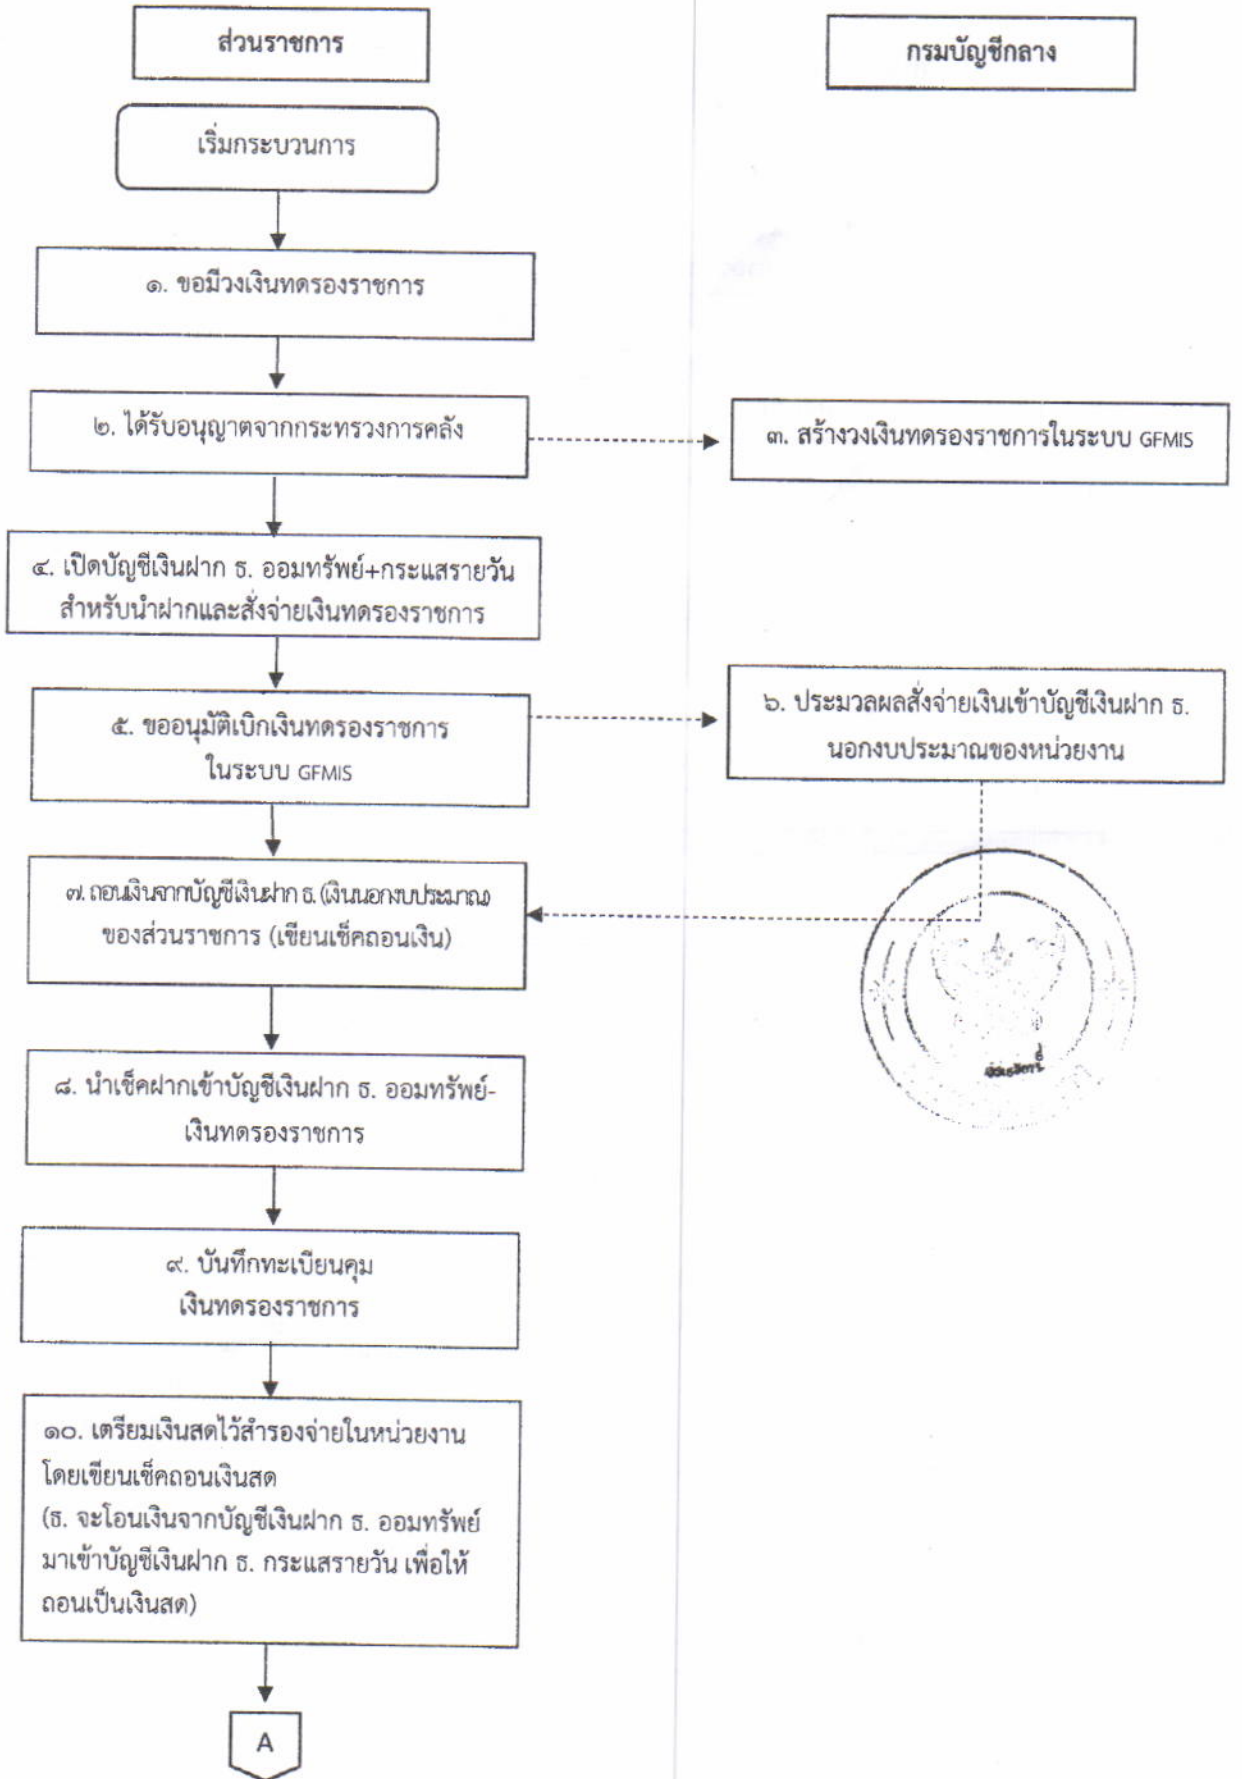 ส่วนราชการ
กรมบัญชีกลาง
เริ่มกระบวนการ
๑. ขอมีวงเงินทดรองราชการ
๒. ได้รับอนุญาตจากกระทรวงการคลัง
๓. สร้างวงเงินทดรองราชการในระบบ GFMIS
๔. เปิดบัญชีเงินฝาก ธ. ออมทรัพย์+กระแสรายวัน
สำหรับนำฝากและสั่งจ่ายเงินทดรองราชการ
๕. ขออนุมัติเบิกเงินทดรองราชการ
ในระบบ GFMIS
๖. ประมวลผลสั่งจ่ายเงินเข้าบัญชีเงินฝาก ธ.
นอกงบประมาณของหน่วยงาน
๗. ถอนเงินจากบัญชีเงินฝาก ธ. (เงินนอกงบประมาณ)
ของส่วนราชการ (เขียนเช็คถอนเงิน)
๘. นำเช็คฝากเข้าบัญชีเงินฝาก ธ. ออมทรัพย์-
เงินทดรองราชการ
๙. บันทึกทะเบียนคุม
เงินทดรองราชการ
๑๐. เตรียมเงินสดไว้สำรองจ่ายในหน่วยงาน
โดยเขียนเช็คถอนเงินสด
(ธ. จะโอนเงินจากบัญชีเงินฝาก ธ. ออมทรัพย์
มาเข้าบัญชีเงินฝาก ธ. กระแสรายวัน เพื่อให้
ถอนเป็นเงินสด)
A